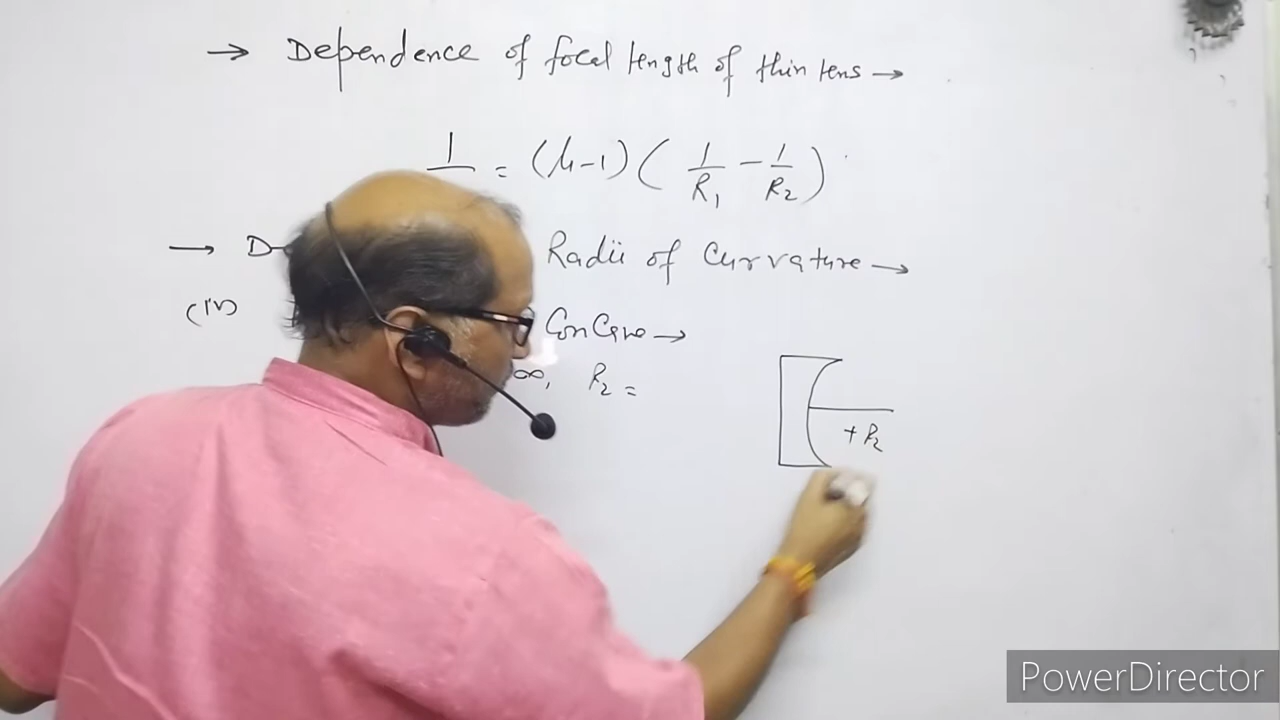 → Dependence of focal length of thin lens →
1 = (μ-1) ( 1/R₁ - 1/R₂ )
→ D Radii of Curvature →
(iv) Concave →
∞, R₂ =
+ R₂
PowerDirector